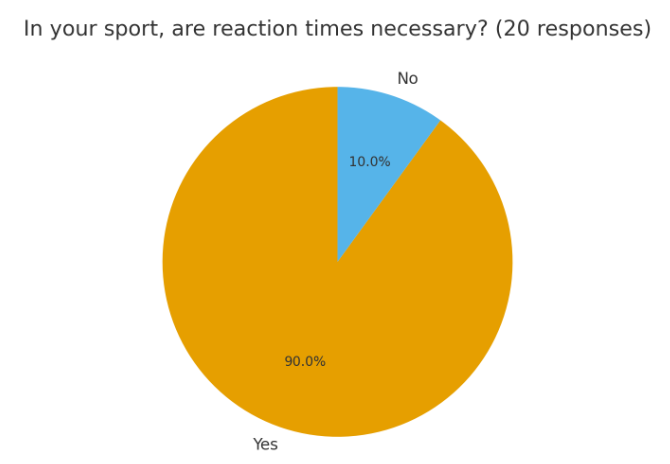 In your sport, are reaction times necessary? (20 responses)
No
10.0%
90.0%
Yes